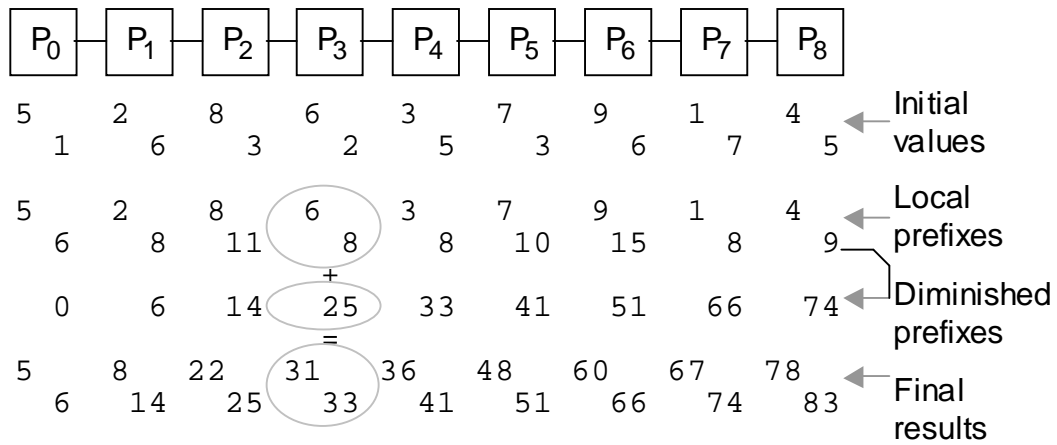 P0 P1 P2 P3 P4 P5 P6 P7 P8
5 2 8 6 3 7 9 1 4 Initial
1 6 3 2 5 3 6 7 5 values
5 2 8 6 3 7 9 1 4 Local
6 8 11 8 8 10 15 8 9 prefixes
+
0 6 14 25 33 41 51 66 74 Diminished
prefixes
=
5 8 22 31 36 48 60 67 78
6 14 25 33 41 51 66 74 83 Final
results